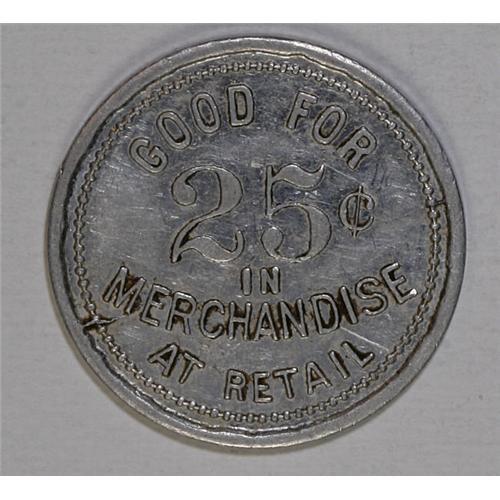 GOOD FOR
25¢
IN
MERCHANDISE
AT RETAIL